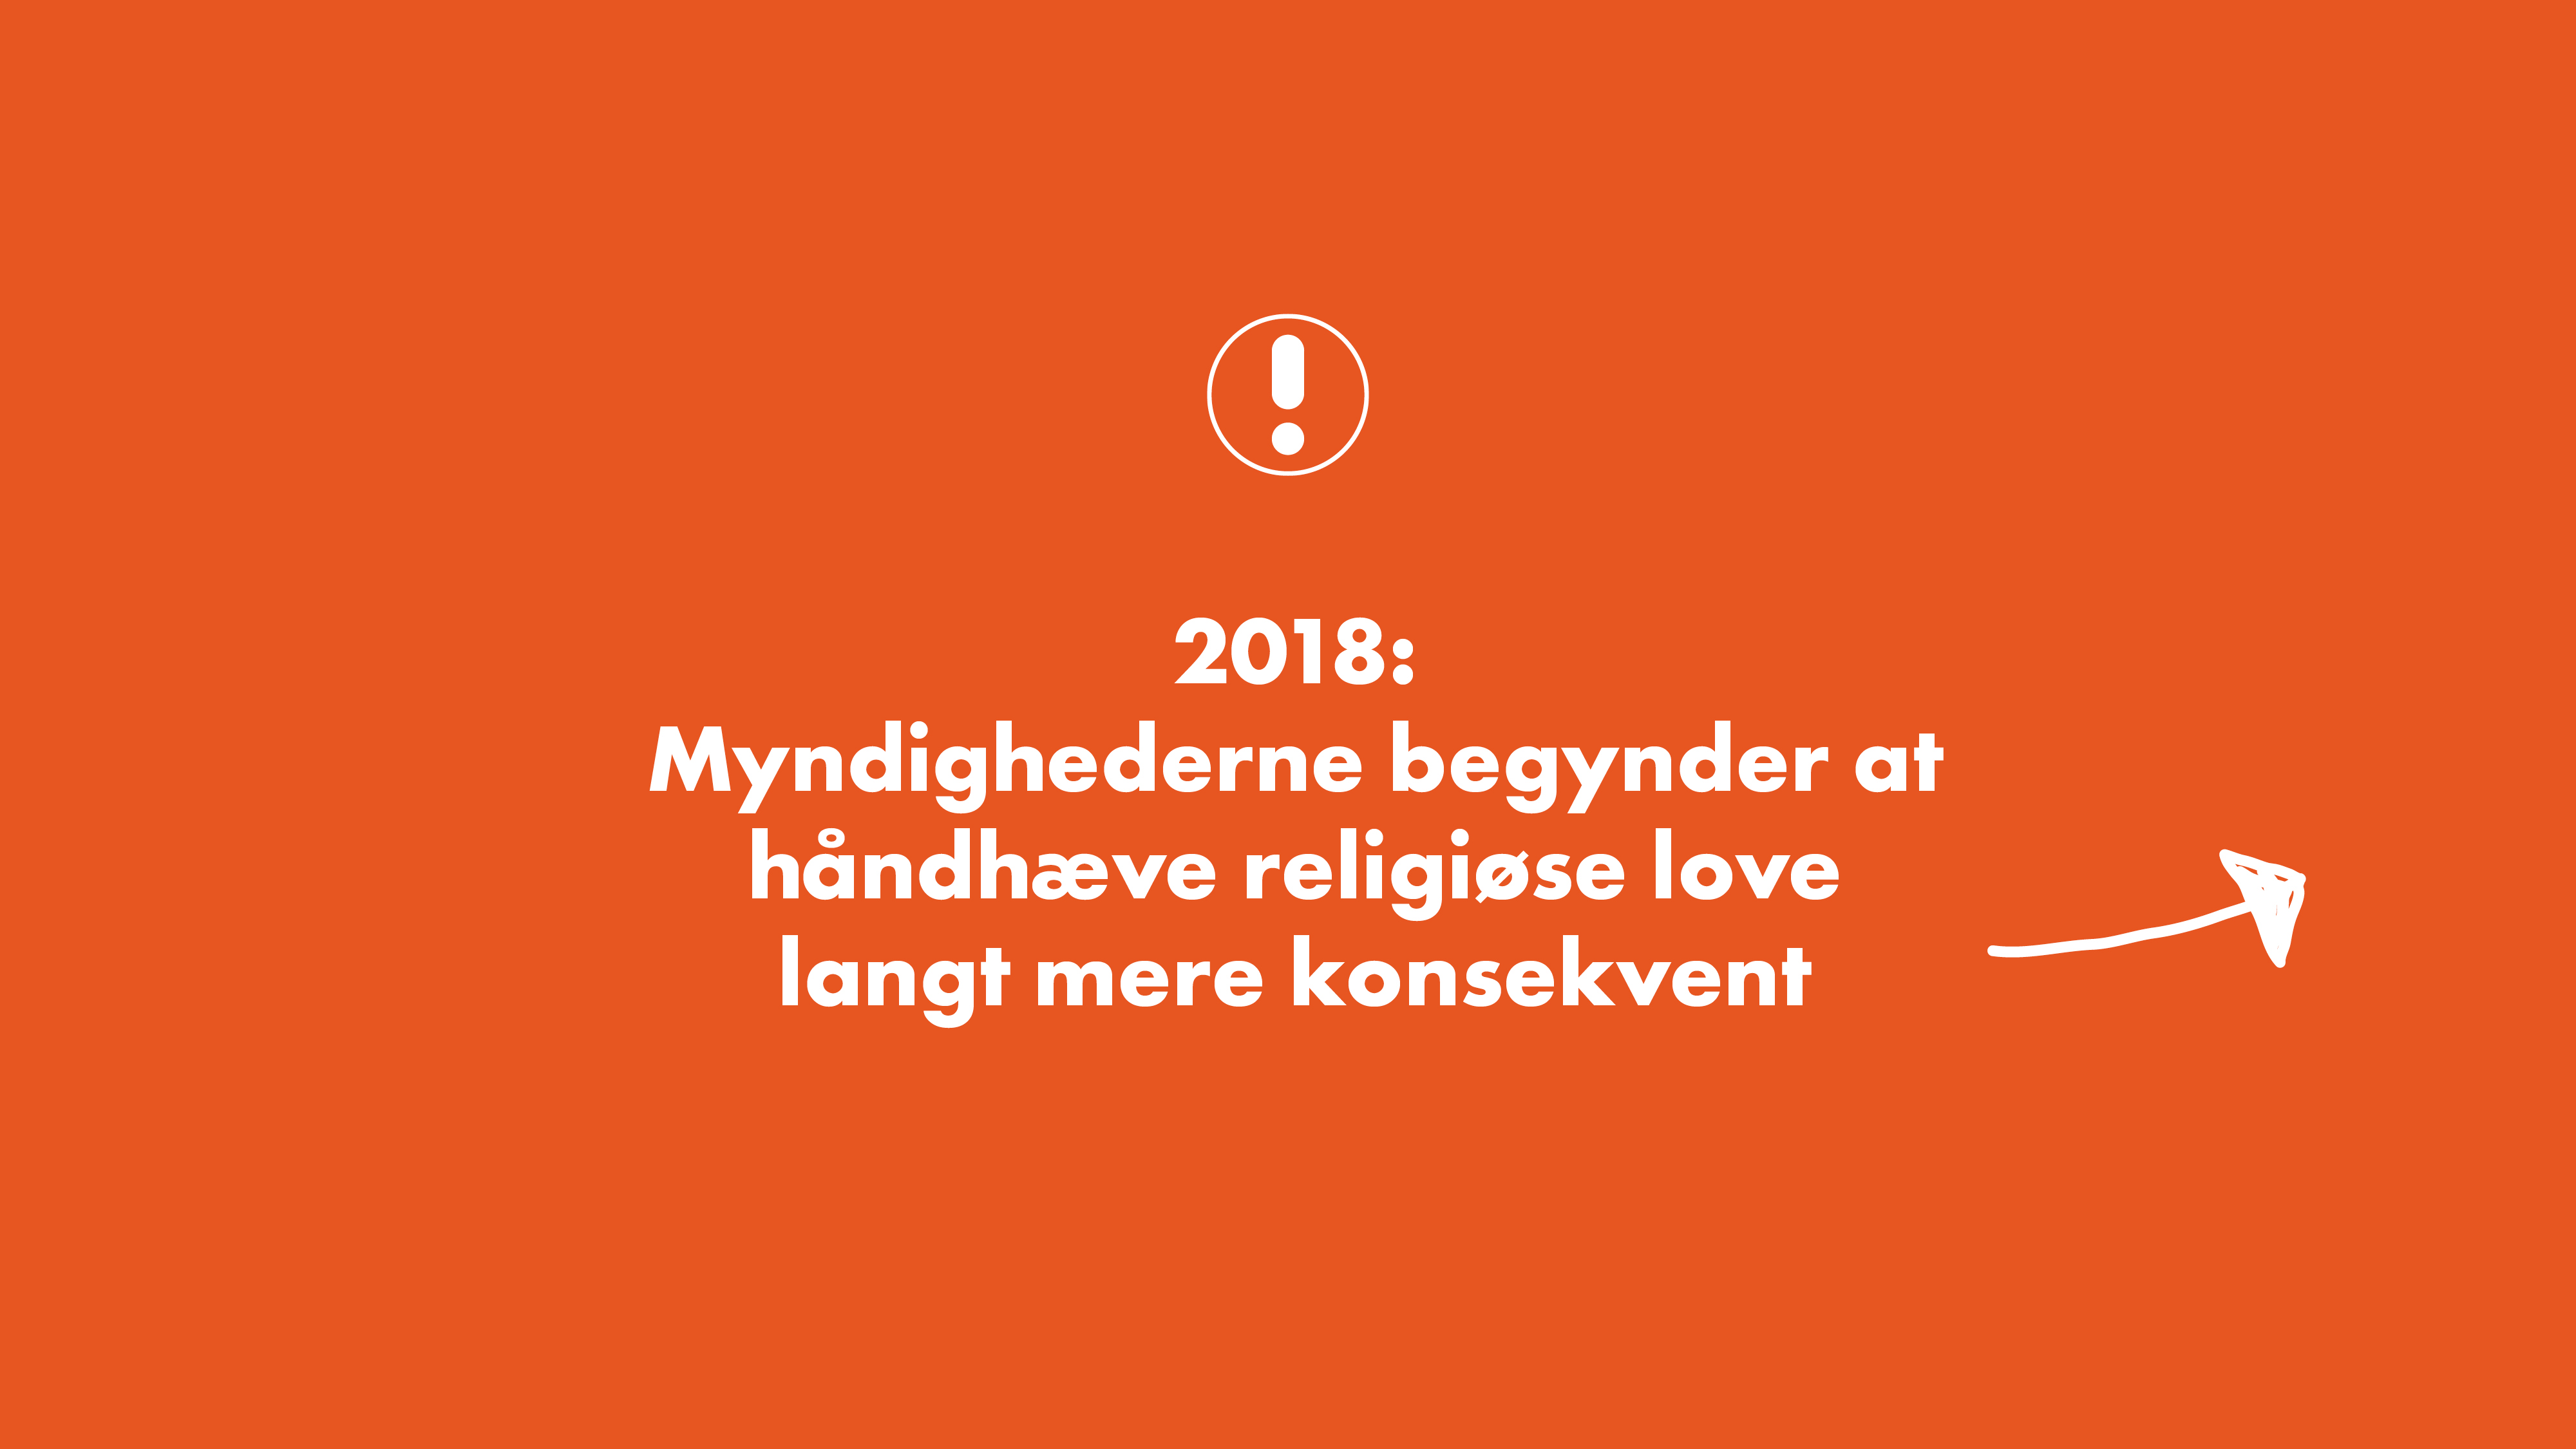 2018:
Myndighederne begynder at
håndhæve religiøse love
langt mere konsekvent